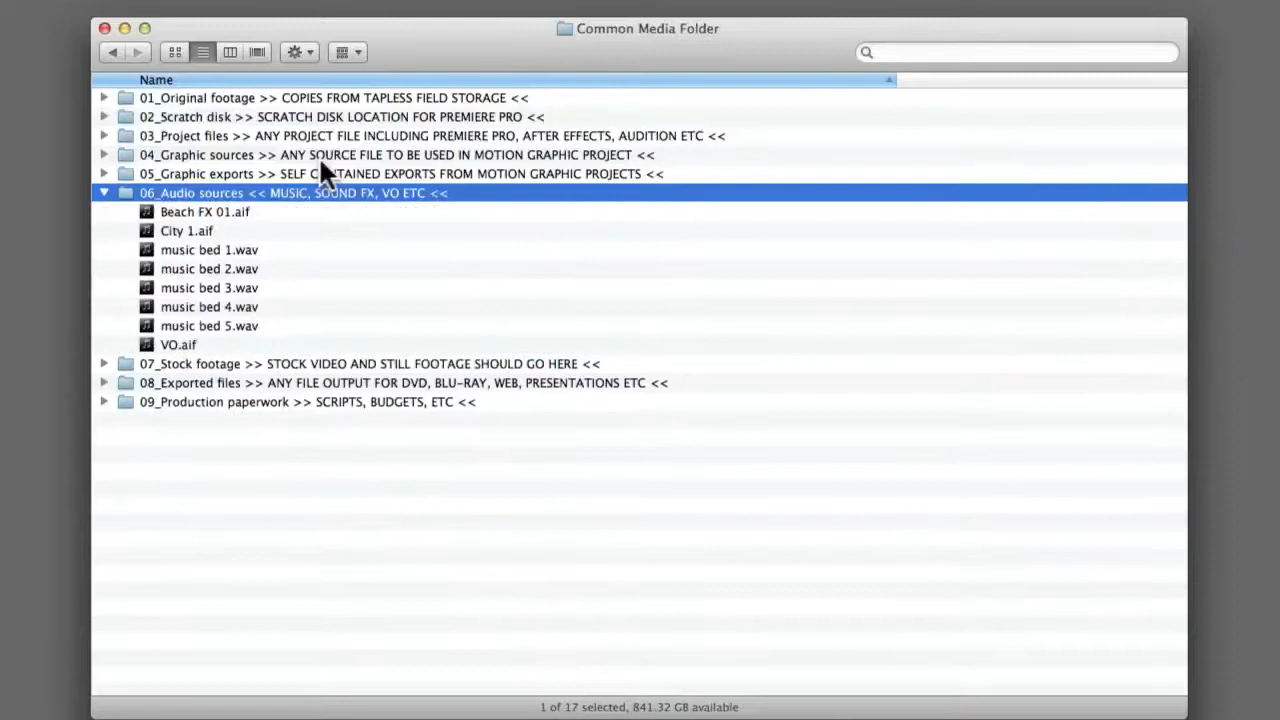 Common Media Folder
Name
01_Original footage >> COPIES FROM TAPLESS FIELD STORAGE <<
02_Scratch disk >> SCRATCH DISK LOCATION FOR PREMIERE PRO <<
03_Project files >> ANY PROJECT FILE INCLUDING PREMIERE PRO, AFTER EFFECTS, AUDITION ETC <<
04_Graphic sources >> ANY SOURCE FILE TO BE USED IN MOTION GRAPHIC PROJECT <<
05_Graphic exports >> SELF EXPORTS FROM MOTION GRAPHIC PROJECTS <<
06_Audio sources << MUSIC, SOUND FX, VO ETC <<
Beach FX 01.aif
City 1.aif
music bed 1.wav
music bed 2.wav
music bed 3.wav
music bed 4.wav
music bed 5.wav
VO.aif
07_Stock footage >> STOCK VIDEO AND STILL FOOTAGE SHOULD GO HERE <<
08_Exported files >> ANY FILE OUTPUT FOR DVD, BLU-RAY, WEB, PRESENTATIONS ETC <<
09_Production paperwork >> SCRIPTS, BUDGETS, ETC <<
1 of 17 selected, 841.32 GB available